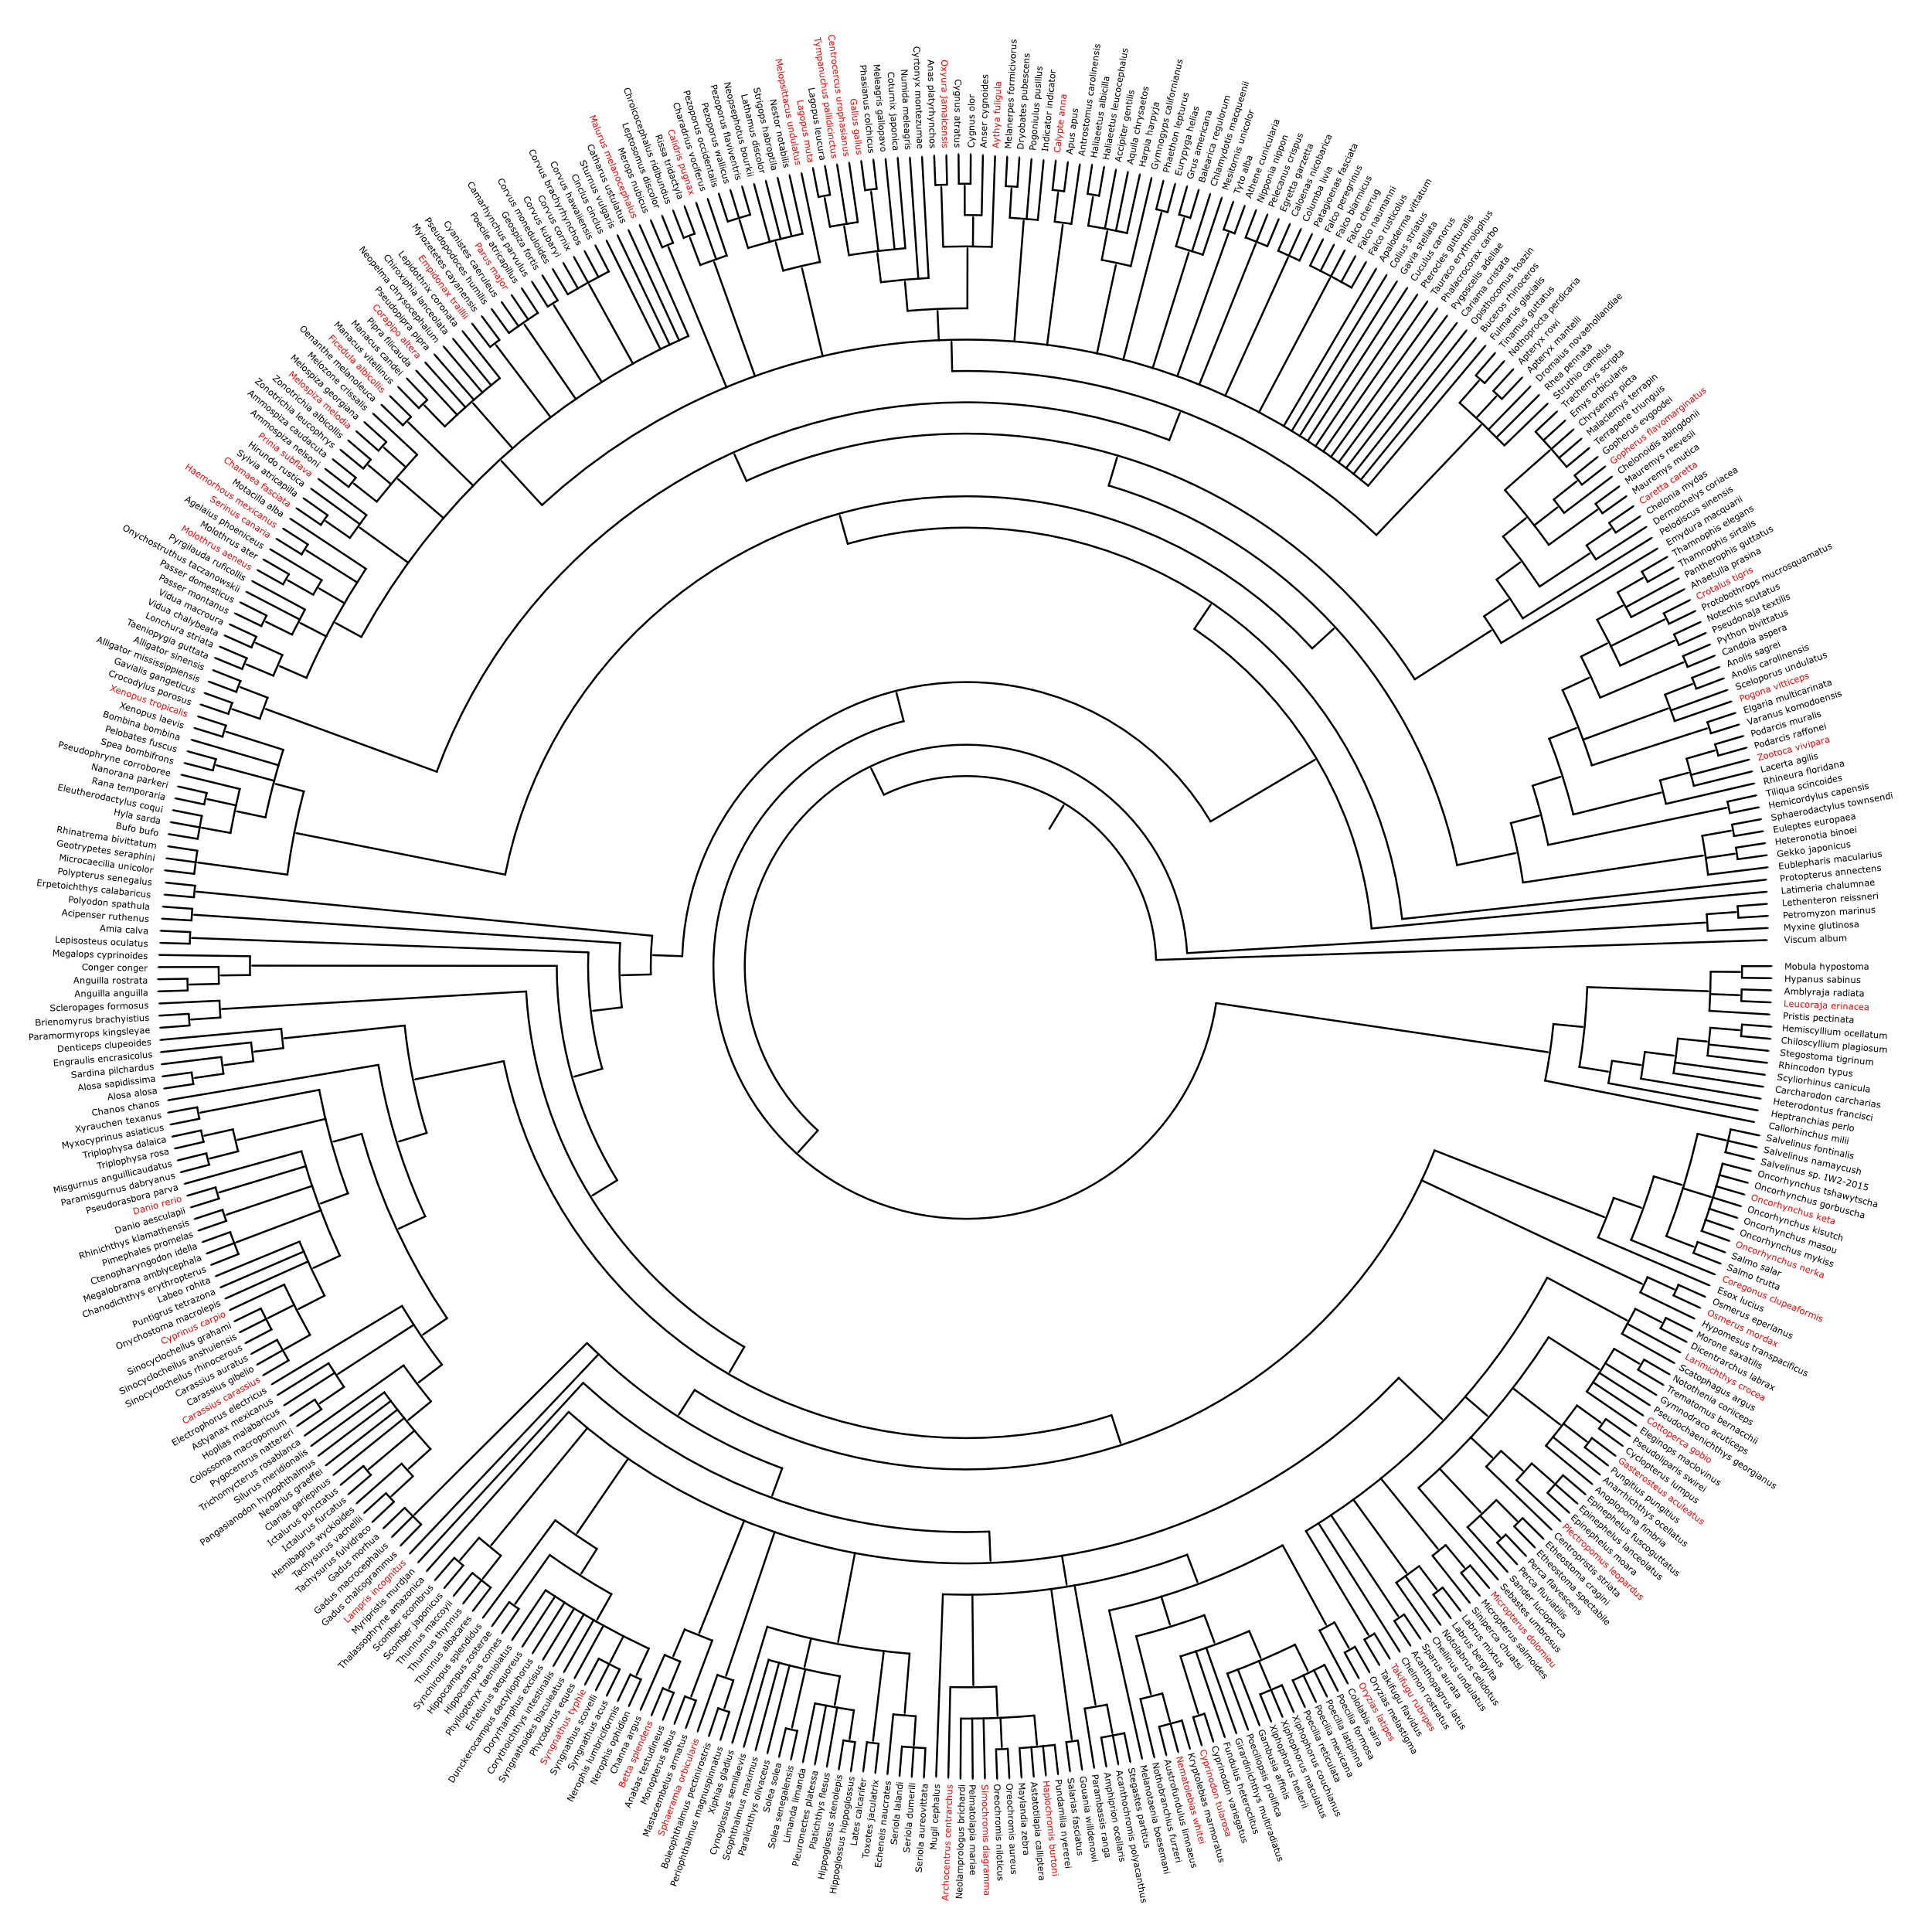 Mobula hypostoma
Hypanus sabinus
Amblyraja radiata
Leucoraja erinacea
Pristis pectinata
Hemiscyllium ocellatum
Chiloscyllium plagiosum
Stegostoma tigrinum
Rhincodon typus
Scyliorhinus canicula
Carcharodon carcharias
Heterodontus francisci
Heptranchias perlo
Callorhinchus milii
Salvelinus fontinalis
Salvelinus namaycush
Salvelinus sp. IW2-2015
Oncorhynchus tshawytscha
Oncorhynchus gorbuscha
Oncorhynchus keta
Oncorhynchus kisutch
Oncorhynchus masou
Oncorhynchus mykiss
Oncorhynchus nerka
Salmo salar
Salmo trutta
Coregonus clupeaformis
Esox lucius
Osmerus eperlanus
Osmerus mordax
Hypomesus transpacificus
Morone saxatilis
Dicentrarchus labrax
Larimichthys crocea
Scatophagus argus
Notothenia coriiceps
Trematomus bernacchii
Gymnodraco acuticeps
Pseudochaenichthys georgianus
Cottoperca gobio
Eleginops maclovinus
Pseudoliparis swirei
Cyclopterus lumpus
Gasterosteus aculeatus
Pungitius pungitius
Anarrhichthys ocellatus
Anoplopoma fimbria
Epinephelus fuscoguttatus
Epinephelus lanceolatus
Epinephelus moara
Plectropomus leopardus
Centropristis striata
Etheostoma cragini
Etheostoma spectabile
Perca flavescens
Perca fluviatilis
Sander lucioperca
Sebastes umbrosus
Micropterus dolomieu
Micropterus salmoides
Siniperca chuatsi
Labrus mixtus
Labrus bergylta
Notolabrus celidotus
Cheilinus undulatus
Acanthopagrus latus
Sparus aurata
Chelmon rostratus
Takifugu rubripes
Takifugu flavidus
Oryzias melastigma
Oryzias latipes
Cololabis saira
Poecilia formosa
Poecilia latipinna
Poecilia mexicana
Poecilia reticulata
Xiphophorus couchianus
Xiphophorus maculatus
Xiphophorus hellerii
Gambusia affinis
Poeciliopsis prolifica
Girardinichthys multiradiatus
Fundulus heteroclitus
Cyprinodon variegatus
Cyprinodon tularosa
Kryptolebias marmoratus
Nematolebias whitei
Austrofundulus limnaeus
Nothobranchius furzeri
Melanotaenia boesemani
Stegastes partitus
Acanthochromis polyacanthus
Amphiprion ocellaris
Parambassis ranga
Gouania willdenowi
Salarias fasciatus
Pundamilia nyererei
Haplochromis burtoni
Astatotilapia calliptera
Maylandia zebra
Oreochromis aureus
Oreochromis niloticus
Simochromis diagramma
Pelmatolapia mariae
Neolamprologus brichardi
Archocentrus centrarchus
Mugil cephalus
Seriola aureovittata
Seriola dumerili
Seriola lalandi
Echeneis naucrates
Toxotes jaculatrix
Lates calcarifer
Hippoglossus hippoglossus
Hippoglossus stenolepis
Platichthys flesus
Pleuronectes platessa
Limanda limanda
Solea senegalensis
Solea solea
Paralichthys olivaceus
Scophthalmus maximus
Cynoglossus semilaevis
Xiphias gladius
Periophthalmus magnuspinnatus
Boleophthalmus pectinirostris
Sphaeramia orbicularis
Mastacembelus armatus
Monopterus albus
Anabas testudineus
Betta splendens
Channa argus
Nerophis ophidion
Nerophis lumbriciformis
Syngnathus acus
Syngnathus scovelli
Syngnathus typhle
Phycodurus eques
Syngnathoides biaculeatus
Corythoichthys intestinalis
Doryrhamphus excisus
Dunckerocampus dactyliophorus
Entelurus aequoreus
Phyllopteryx taeniolatus
Hippocampus comes
Hippocampus zosterae
Synchiropus splendidus
Thunnus albacares
Thunnus thynnus
Thunnus maccoyii
Scomber japonicus
Scomber scombrus
Thalassophryne amazonica
Myripristis murdjan
Lampris incognitus
Gadus chalcogrammus
Gadus macrocephalus
Gadus morhua
Tachysurus fulvidraco
Tachysurus vachellii
Hemibagrus wyckioides
Ictalurus furcatus
Ictalurus punctatus
Clarias gariepinus
Neoarius graeffei
Pangasianodon hypophthalmus
Silurus meridionalis
Trichomycterus rosablanca
Pygocentrus nattereri
Colossoma macropomum
Hoplias malabaricus
Astyanax mexicanus
Electrophorus electricus
Carassius carassius
Carassius gibelio
Carassius auratus
Sinocyclocheilus rhinocerous
Sinocyclocheilus anshuiensis
Sinocyclocheilus grahami
Cyprinus carpio
Onychostoma macrolepis
Puntigrus tetrazona
Labeo rohita
Chanodichthys erythropterus
Megalobrama amblycephala
Ctenopharyngodon idella
Pimephales promelas
Rhinichthys klamathensis
Danio aesculapii
Danio rerio
Pseudorasbora parva
Paramisgurnus dabryanus
Misgurnus anguillicaudatus
Triplophysa rosa
Triplophysa dalaica
Myxocyprinus asiaticus
Xyrauchen texanus
Chanos chanos
Alosa alosa
Alosa sapidissima
Sardina pilchardus
Engraulis encrasicolus
Denticeps clupeoides
Paramormyrops kingsleyae
Brienomyrus brachyistius
Scleropages formosus
Anguilla anguilla
Anguilla rostrata
Conger conger
Megalops cyprinoides
Lepisosteus oculatus
Amia calva
Acipenser ruthenus
Polyodon spathula
Erpetoichthys calabaricus
Polypterus senegalus
Microcaecilia unicolor
Geotrypetes seraphini
Rhinatrema bivittatum
Bufo bufo
Hyla sarda
Eleutherodactylus coqui
Rana temporaria
Nanorana parkeri
Pseudophryne corroboree
Spea bombifrons
Pelobates fuscus
Bombina bombina
Xenopus laevis
Xenopus tropicalis
Crocodylus porosus
Gavialis gangeticus
Alligator mississippiensis
Alligator sinensis
Taeniopygia guttata
Lonchura striata
Vidua chalybeata
Vidua macroura
Passer montanus
Passer domesticus
Onychostruthus taczanowskii
Pyrgilauda ruficollis
Molothrus aeneus
Molothrus ater
Agelaius phoeniceus
Serinus canaria
Haemorhous mexicanus
Motacilla alba
Chamaea fasciata
Sylvia atricapilla
Hirundo rustica
Prinia subflava
Ammospiza nelsoni
Ammospiza caudacuta
Zonotrichia leucophrys
Zonotrichia albicollis
Melospiza melodia
Melospiza georgiana
Melozone crissalis
Oenanthe melanoleuca
Ficedula albicollis
Manacus vitellinus
Manacus candei
Pipra filicauda
Corapipo altera
Pseudopipra pipra
Neopelma chrysocephalum
Chiroxiphia lanceolata
Lepidothrix coronata
Empidonax traillii
Myiozetetes cayanensis
Pseudopodoces humilis
Cyanistes caeruleus
Parus major
Poecile atricapillus
Camarhynchus parvulus
Geospiza fortis
Corvus moneduloides
Corvus kubaryi
Corvus cornix
Corvus brachyrhynchos
Corvus hawaiiensis
Cinclus cinclus
Sturnus vulgaris
Catharus ustulatus
Malurus melanocephalus
Merops nubicus
Leptosomus discolor
Chroicocephalus ridibundus
Rissa tridactyla
Calidris pugnax
Charadrius vociferus
Pezoporus occidentalis
Pezoporus wallicus
Pezoporus flaviventris
Neopsephotus bourkii
Lathamus discolor
Strigops habroptila
Nestor notabilis
Melopsittacus undulatus
Lagopus muta
Lagopus leucura
Tympanuchus pallidicinctus
Centrocercus urophasianus
Gallus gallus
Phasianus colchicus
Meleagris gallopavo
Coturnix japonica
Numida meleagris
Cyrtonyx montezumae
Anas platyrhynchos
Oxyura jamaicensis
Cygnus atratus
Cygnus olor
Anser cygnoides
Aythya fuligula
Melanerpes formicivorus
Dryobates pubescens
Pogoniulus pusillus
Indicator indicator
Calypte anna
Apus apus
Antrostomus carolinensis
Haliaeetus albicilla
Haliaeetus leucocephalus
Accipiter gentilis
Aquila chrysaetos
Harpia harpyja
Gymnogyps californianus
Phaethon lepturus
Eurypyga helias
Grus americana
Balearica regulorum
Chlamydotis macqueenii
Mesitornis unicolor
Tyto alba
Athene cunicularia
Nipponia nippon
Pelecanus crispus
Egretta garzetta
Caloenas nicobarica
Columba livia
Patagioenas fasciata
Falco peregrinus
Falco biarmicus
Falco cherrug
Falco naumanni
Falco rusticolus
Apaloderma vittatum
Colius striatus
Gavia stellata
Cuculus canorus
Pterocles gutturalis
Tauraco erythrolophus
Phalacrocorax carbo
Pygoscelis adeliae
Cariama cristata
Opisthocomus hoazin
Buceros rhinoceros
Fulmarus glacialis
Tinamus guttatus
Nothoprocta perdicaria
Apteryx rowi
Apteryx mantelli
Dromaius novaehollandiae
Rhea pennata
Struthio camelus
Trachemys scripta
Emys orbicularis
Chrysemys picta
Malaclemys terrapin
Terrapene triunguis
Gopherus evgoodei
Gopherus flavomarginatus
Chelonoidis abingdonii
Mauremys reevesii
Mauremys mutica
Caretta caretta
Chelonia mydas
Dermochelys coriacea
Pelodiscus sinensis
Emydura macquarii
Thamnophis elegans
Thamnophis sirtalis
Pantherophis guttatus
Ahaetulla prasina
Crotalus tigris
Protobothrops mucrosquamatus
Notechis scutatus
Pseudonaja textilis
Python bivittatus
Candoia aspera
Anolis sagrei
Anolis carolinensis
Sceloporus undulatus
Pogona vitticeps
Elgaria multicarinata
Varanus komodoensis
Podarcis muralis
Podarcis raffonei
Zootoca vivipara
Lacerta agilis
Rhineura floridana
Tiliqua scincoides
Hemicordylus capensis
Sphaerodactylus townsendi
Euleptes europaea
Heteronotia binoei
Gekko japonicus
Eublepharis macularius
Protopterus annectens
Latimeria chalumnae
Lethenteron reissneri
Petromyzon marinus
Myxine glutinosa
Viscum album